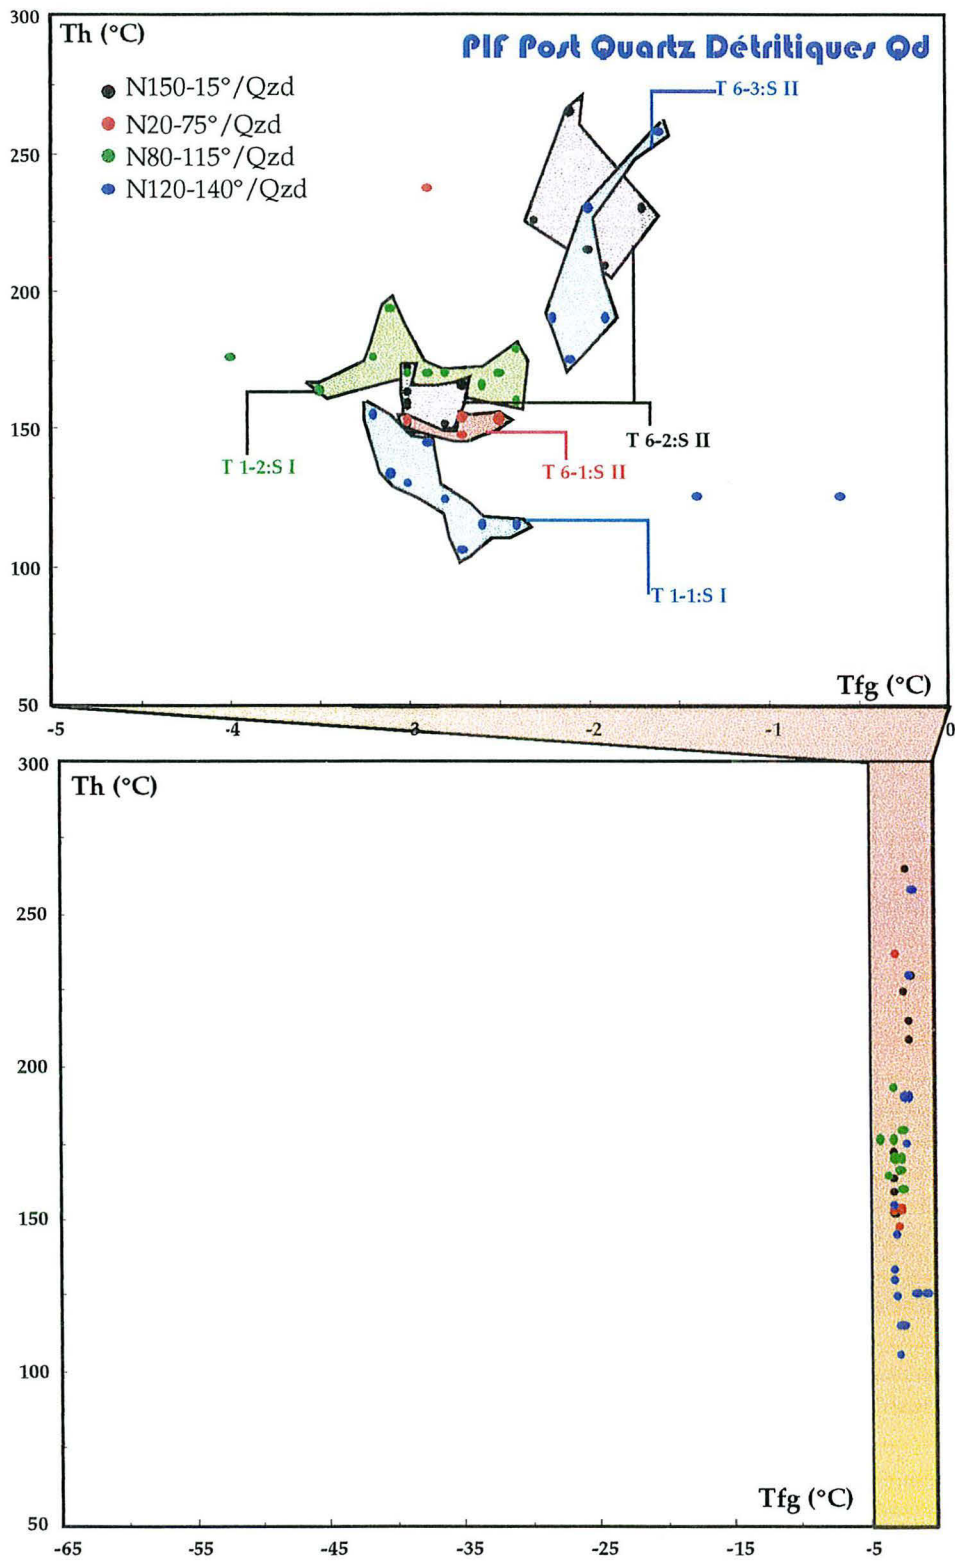 300
Th (°C)
PIF Post Quartz Détritiques Qd
N150-15°/Qzd
N20-75°/Qzd
N80-115°/Qzd
N120-140°/Qzd
T 6-3:S II
250
200
150
T 6-2:S II
T 1-2:S I
T 6-1:S II
100
T 1-1:S I
Tfg (°C)
50
-5 -4 -3 -2 -1 0
300
Th (°C)
250
200
150
100
Tfg (°C)
50
-65 -55 -45 -35 -25 -15 -5